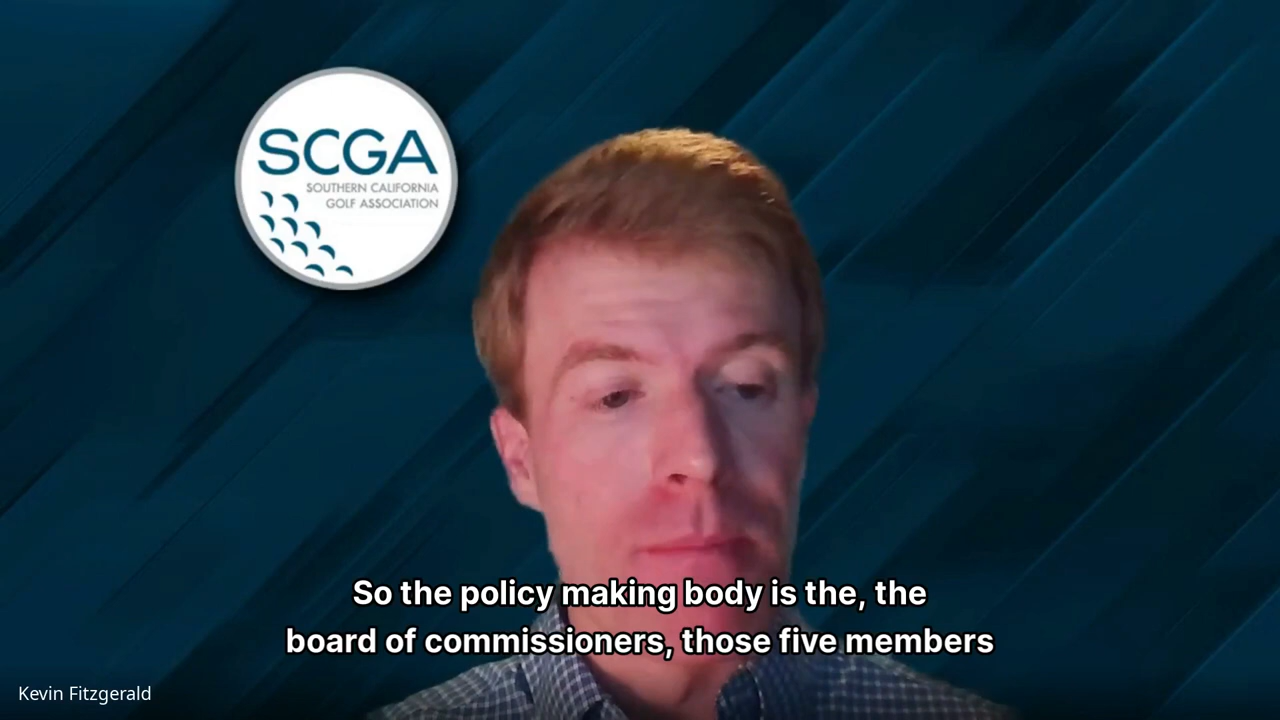 SCGA
SOUTHERN CALIFORNIA
GOLF ASSOCIATION
So the policy making body is the, the
board of commissioners, those five members
Kevin Fitzgerald